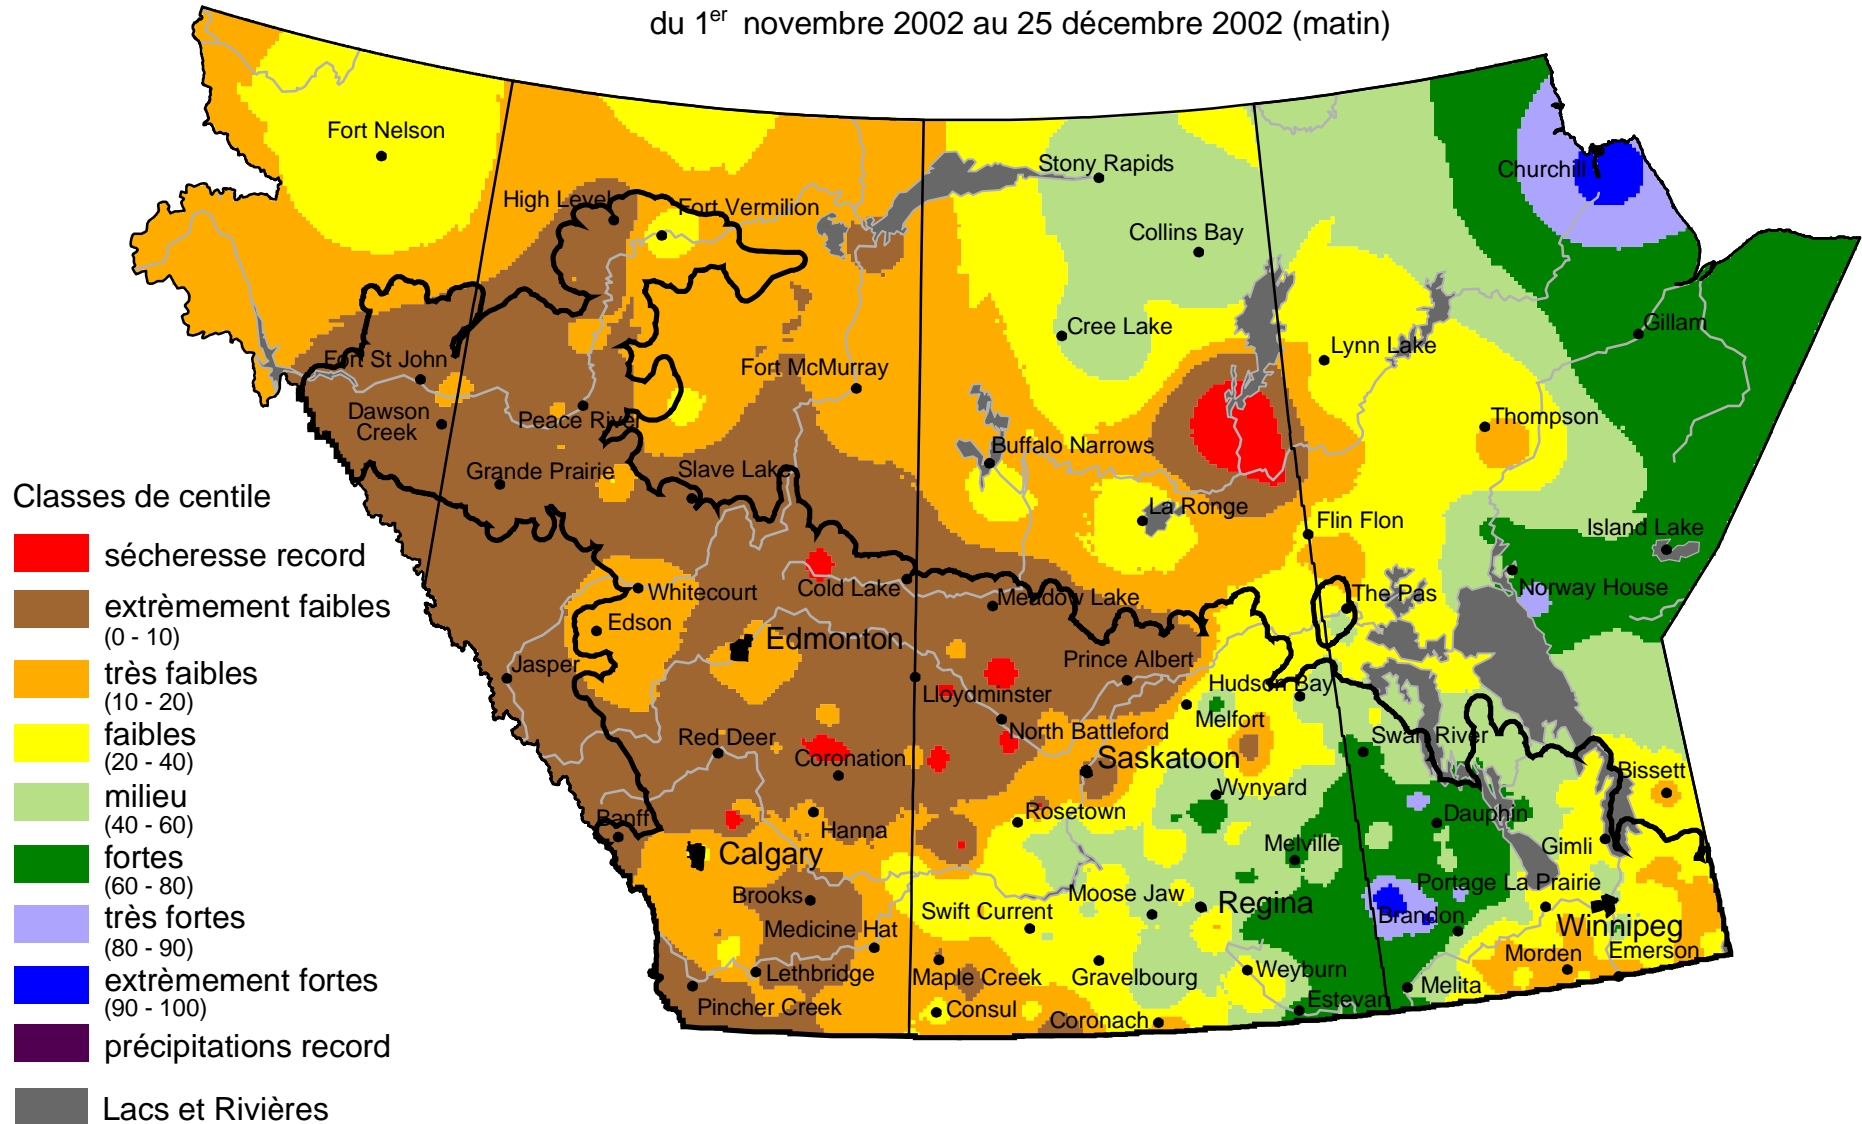 du 1er novembre 2002 au 25 décembre 2002 (matin)
Fort Nelson
Stony Rapids
Churchill
High Level
Fort Vermilion
Collins Bay
Cree Lake
Gillam
Lynn Lake
Fort St John
Fort McMurray
Dawson
Creek
Peace River
Thompson
Buffalo Narrows
Grande Prairie
Slave Lake
La Ronge
Flin Flon
Island Lake
Whitecourt
Cold Lake
Meadow Lake
The Pas
Norway House
Edson
Edmonton
Jasper
Prince Albert
Lloydminster
Hudson Bay
Melfort
North Battleford
Red Deer
Coronation
Saskatoon
Swan River
Bissett
Wynyard
Banff
Hanna
Rosetown
Dauphin
Calgary
Melville
Gimli
Brooks
Moose Jaw
Portage La Prairie
Swift Current
Regina
Brandon
Winnipeg
Medicine Hat
Lethbridge
Maple Creek
Gravelbourg
Weyburn
Morden
Emerson
Pincher Creek
Consul
Coronach
Estevan
Melita
Classes de centile
sécheresse record
extrèmement faibles
(0 - 10)
très faibles
(10 - 20)
faibles
(20 - 40)
milieu
(40 - 60)
fortes
(60 - 80)
très fortes
(80 - 90)
extrèmement fortes
(90 - 100)
précipitations record
Lacs et Rivières